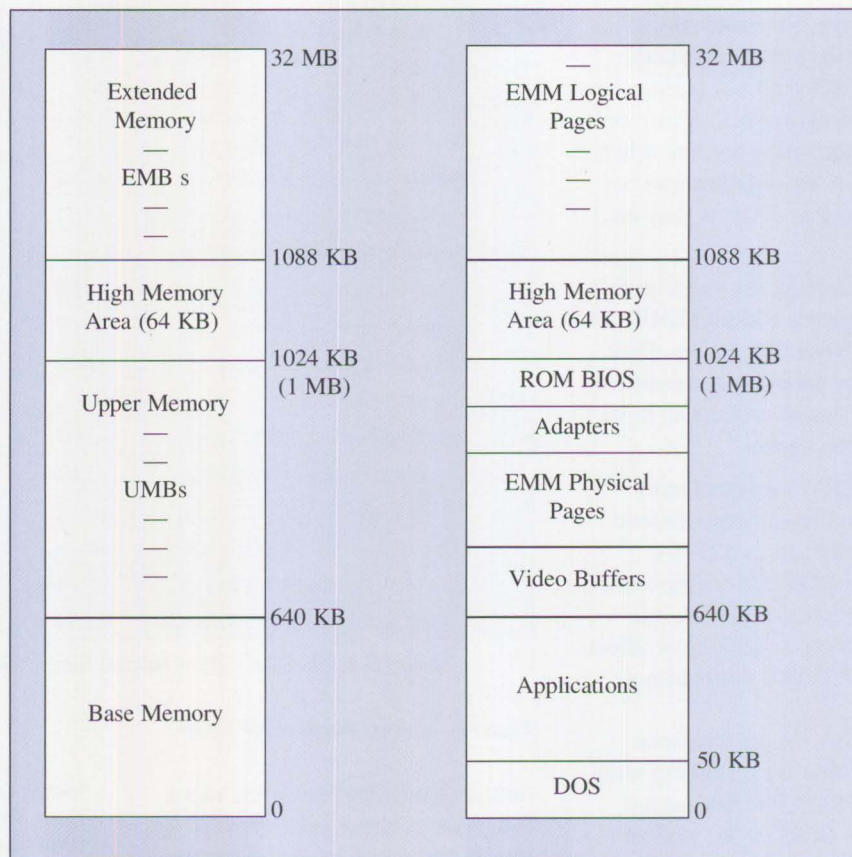 32 MB
Extended
Memory
EMB s
1088 KB
High Memory
Area (64 KB)
1024 KB
(1 MB)
Upper Memory
UMBs
640 KB
Base Memory
0
32 MB
EMM Logical
Pages
1088 KB
High Memory
Area (64 KB)
1024 KB
(1 MB)
ROM BIOS
Adapters
EMM Physical
Pages
Video Buffers
640 KB
Applications
50 KB
DOS
0